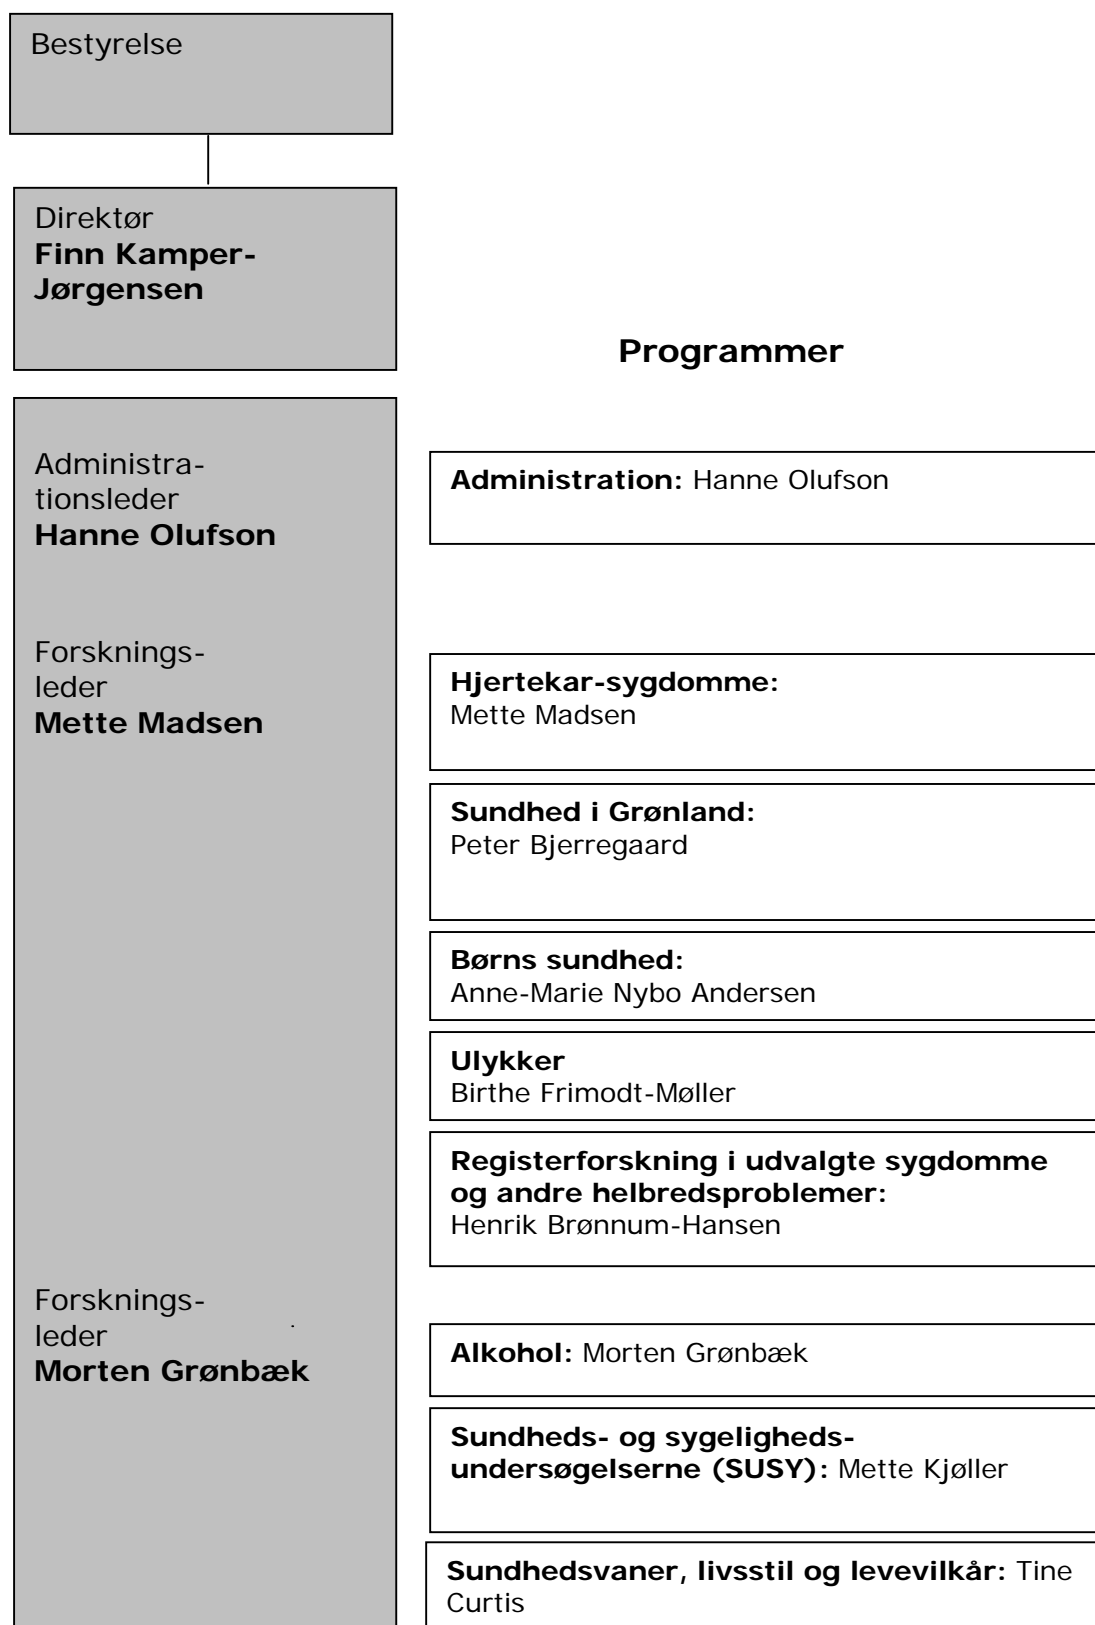 Bestyrelse
Direktør
Finn Kamper-
Jørgensen
Programmer
Administra-
tionsleder
Hanne Olufson
Administration: Hanne Olufson
Forsknings-
leder
Mette Madsen
Hjertekar-sygdomme:
Mette Madsen
Sundhed i Grønland:
Peter Bjerregaard
Børns sundhed:
Anne-Marie Nybo Andersen
Ulykker
Birthe Frimodt-Møller
Registerforskning i udvalgte sygdomme
og andre helbredsproblemer:
Henrik Brønnum-Hansen
Forsknings-
leder
Morten Grønbæk
Alkohol: Morten Grønbæk
Sundheds- og sygeligheds-
undersøgelserne (SUSY): Mette Kjøller
Sundhedsvaner, livsstil og levevilkår: Tine
Curtis